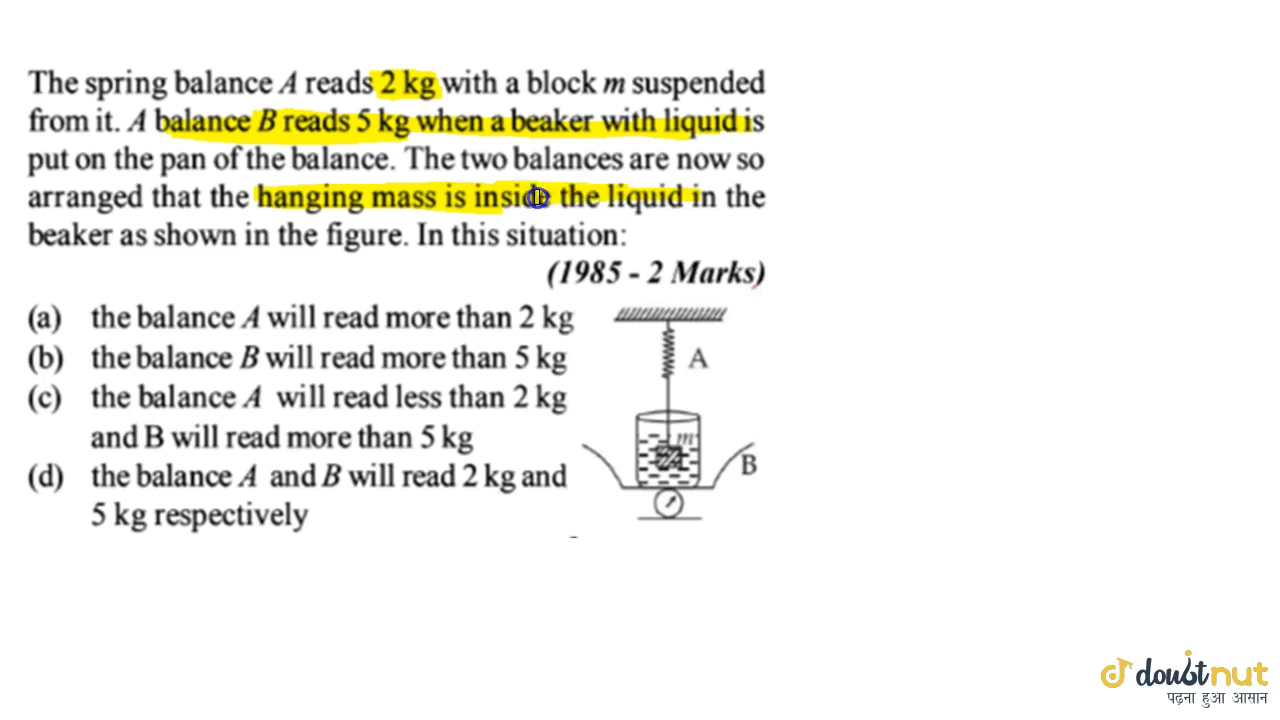 The spring balance A reads 2 kg with a block m suspended
from it. A balance B reads 5 kg when a beaker with liquid is
put on the pan of the balance. The two balances are now so
arranged that the hanging mass is inside the liquid in the
beaker as shown in the figure. In this situation:
(1985 - 2 Marks)
(a) the balance A will read more than 2 kg
(b) the balance B will read more than 5 kg
(c) the balance A will read less than 2 kg
and B will read more than 5 kg
(d) the balance A and B will read 2 kg and
5 kg respectively
A
m
B
doubtnut
पढ़ना हुआ आसान